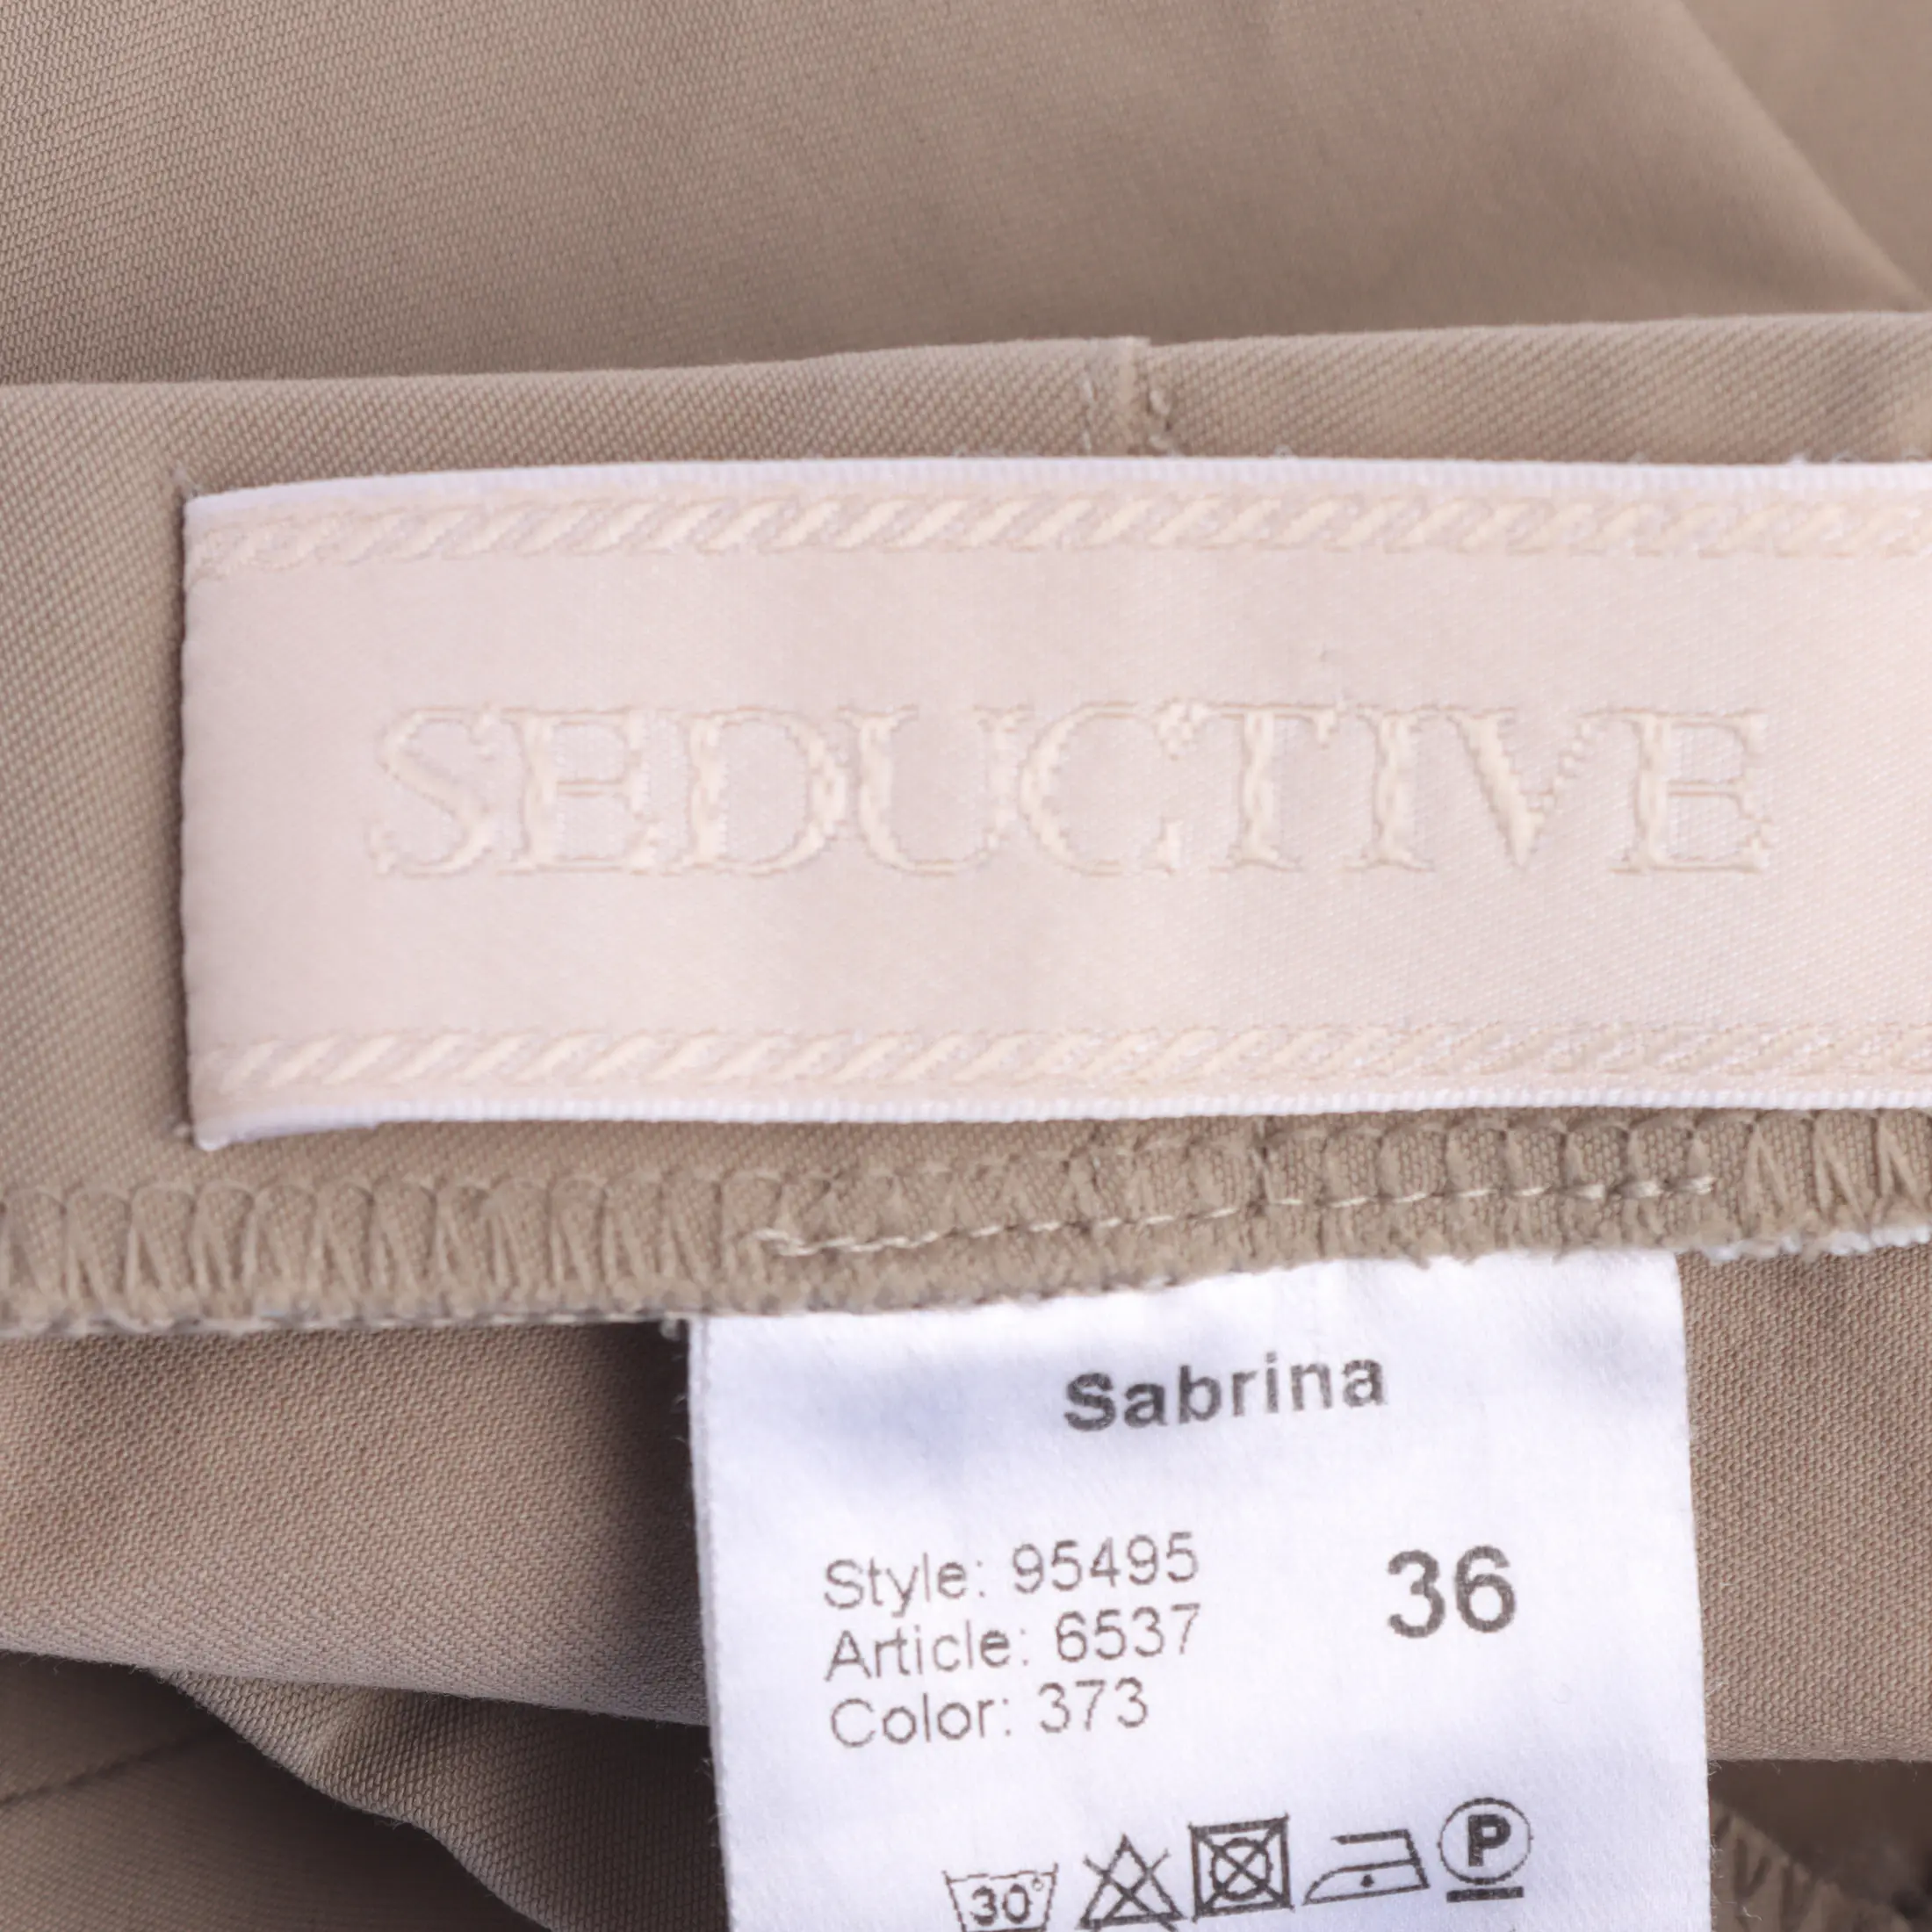 SEDUCTIVE
Sabrina
Style: 95495
36
Article: 6537
Color: 373
30°
P